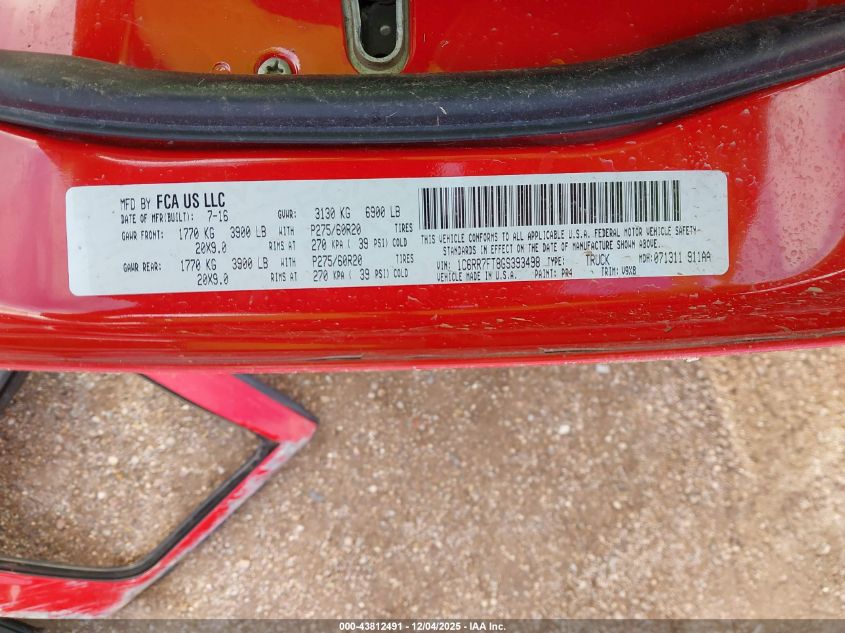 MFD BY FCA US LLC
DATE OF MFR(BUILT): 7-16 GVWR: 3130 KG 6900 LB
GAWR FRONT: 1770 KG 3900 LB WITH P275/60R20 TIRES
20X9.0 RIMS AT 270 KPA ( 39 PSI) COLD
GAWR REAR: 1770 KG 3900 LB WITH P275/60R20 TIRES
20X9.0 RIMS AT 270 KPA ( 39 PSI) COLD
THIS VEHICLE CONFORMS TO ALL APPLICABLE U.S.A. FEDERAL MOTOR VEHICLE SAFETY
STANDARDS IN EFFECT ON THE DATE OF MANUFACTURE SHOWN ABOVE.
VIN: 1C6RR7FT8GS393498 TYPE: TRUCK MDH: 071311 911AA
VEHICLE MADE IN U.S.A. PAINT: PR4 TRIM: V9X8
000-43812491 - 12/04/2025 - IAA, Inc.